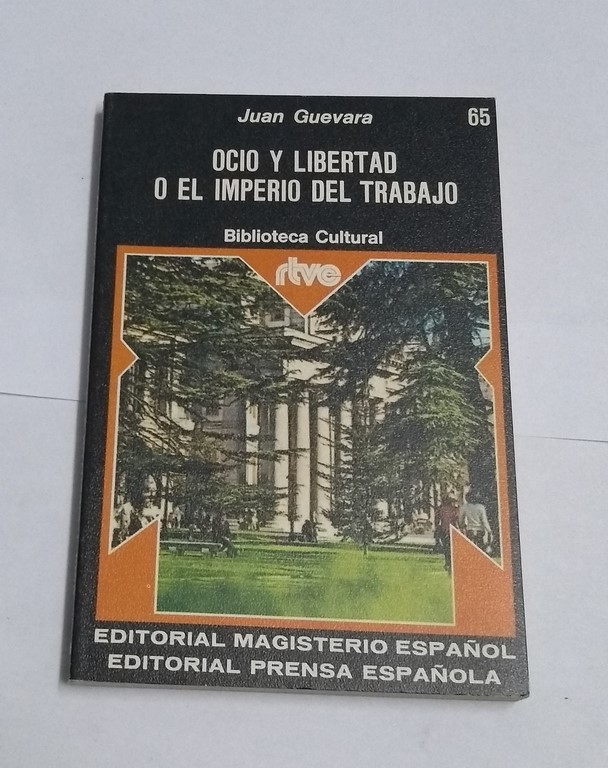 Juan Guevara 65
OCIO Y LIBERTAD
O EL IMPERIO DEL TRABAJO
Biblioteca Cultural
rtve
EDITORIAL MAGISTERIO ESPAÑOL
EDITORIAL PRENSA ESPAÑOLA